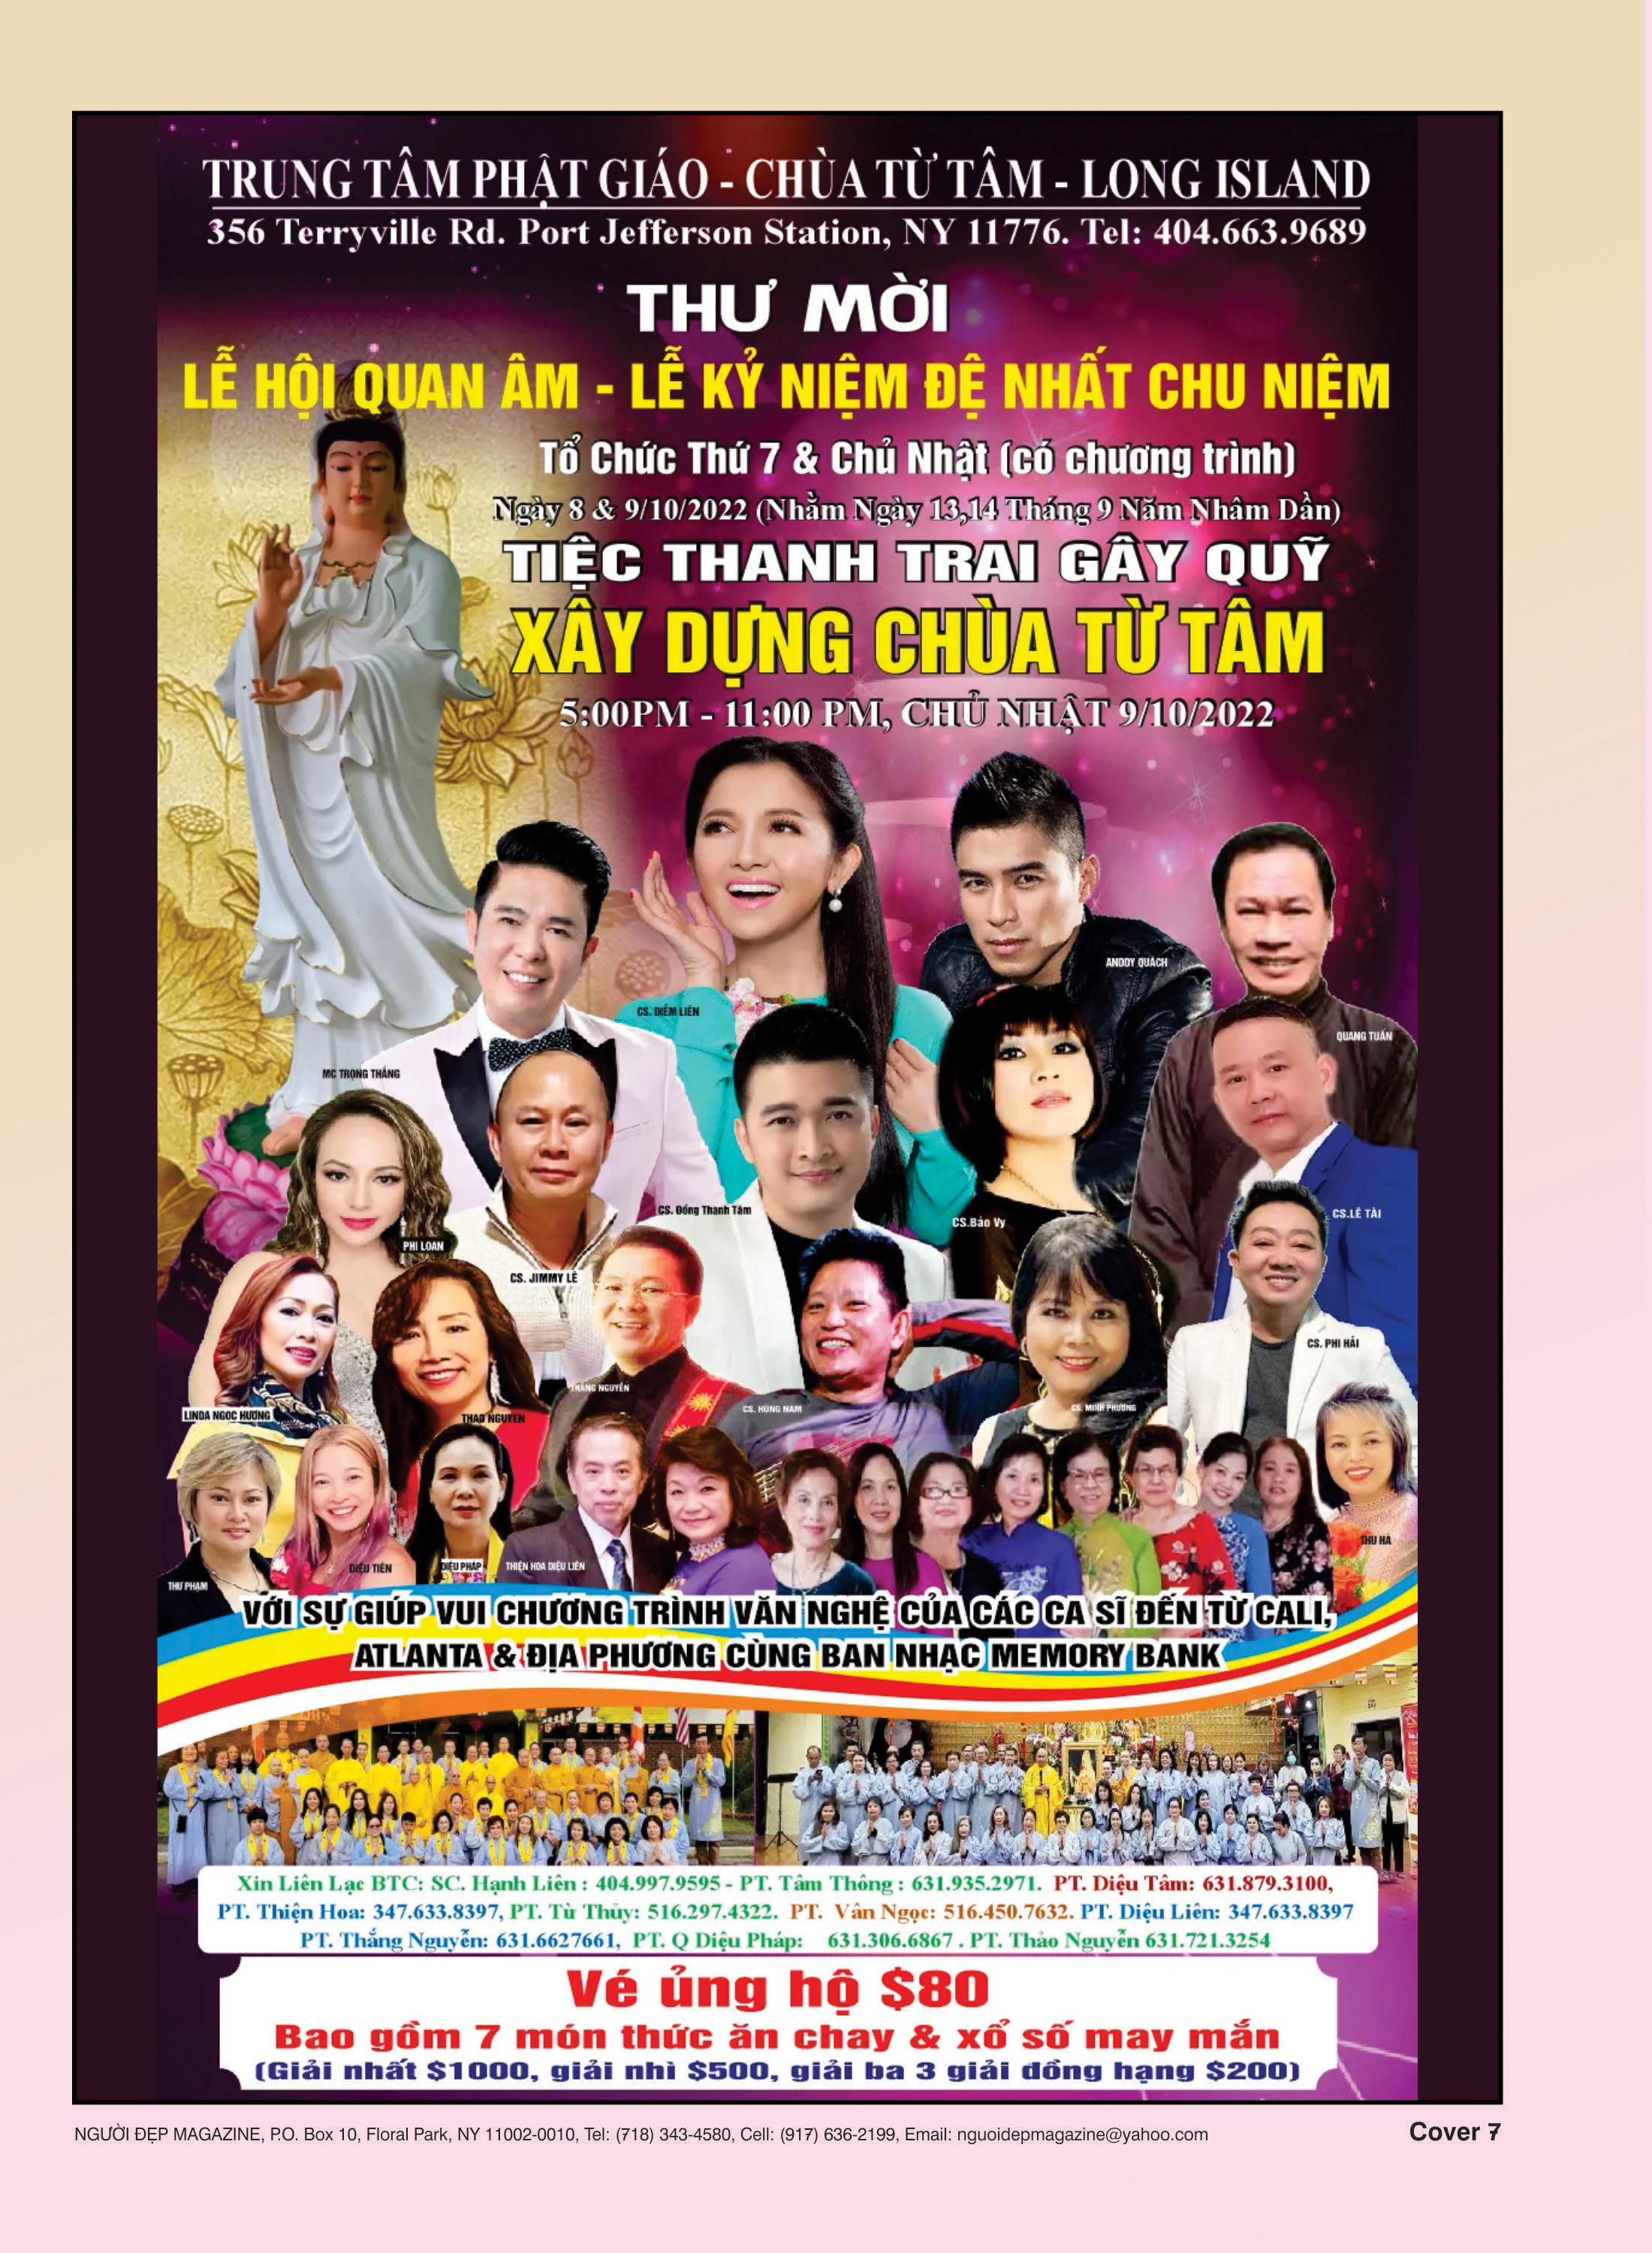 TRUNG TÂM PHẬT GIÁO - CHÙA TỪ TÂM - LONG ISLAND
356 Terryville Rd. Port Jefferson Station, NY 11776. Tel: 404.663.9689
THƯ MỜI
LỄ HỘI QUAN ÂM - LỄ KỶ NIỆM ĐỆ NHẤT CHU NIỆM
Tổ Chức Thứ 7 & Chủ Nhật (có chương trình)
Ngày 8 & 9/10/2022 (Nhằm Ngày 13,14 Tháng 9 Năm Nhâm Dần)
TIỆC THANH TRAI GÂY QUỸ
XÂY DỰNG CHÙA TỪ TÂM
5:00PM - 11:00 PM, CHỦ NHẬT 9/10/2022
ANDDY QUÁCH
CS. DIỄM LIÊN
QUANG TUẤN
MC TRỌNG THẮNG
CS. Đồng Thanh Tâm
CS.LÊ TÀI
CS.Bảo Vy
PHI LOAN
CS. JIMMY LÊ
CS. PHI HẢI
THẮNG NGUYỄN
CS. HÙNG NAM
CS. MINH PHƯỢNG
LINDA NGỌC HƯƠNG
THẢO NGUYÊN
THU HÀ
DIỆU TIÊN
DIỆU PHÁP
THIỆN HOA DIỆU LIÊN
THƯ PHẠM
VỚI SỰ GIÚP VUI CHƯƠNG TRÌNH VĂN NGHỆ CỦA CÁC CA SĨ ĐẾN TỪ CALI,
ATLANTA & ĐỊA PHƯƠNG CÙNG BAN NHẠC MEMORY BANK
Xin Liên Lạc BTC: SC. Hạnh Liên : 404.997.9595 - PT. Tâm Thông : 631.935.2971. PT. Diệu Tâm: 631.879.3100,
PT. Thiện Hoa: 347.633.8397, PT. Từ Thủy: 516.297.4322. PT. Vân Ngọc: 516.450.7632. PT. Diệu Liên: 347.633.8397
PT. Thắng Nguyễn: 631.6627661, PT. Q Diệu Pháp: 631.306.6867 . PT. Thảo Nguyễn 631.721.3254
Vé ủng hộ $80
Bao gồm 7 món thức ăn chay & xổ số may mắn
(Giải nhất $1000, giải nhì $500, giải ba 3 giải đồng hạng $200)
NGƯỜI ĐẸP MAGAZINE, P.O. Box 10, Floral Park, NY 11002-0010, Tel: (718) 343-4580, Cell: (917) 636-2199, Email: nguoidepmagazine@yahoo.com
Cover 7